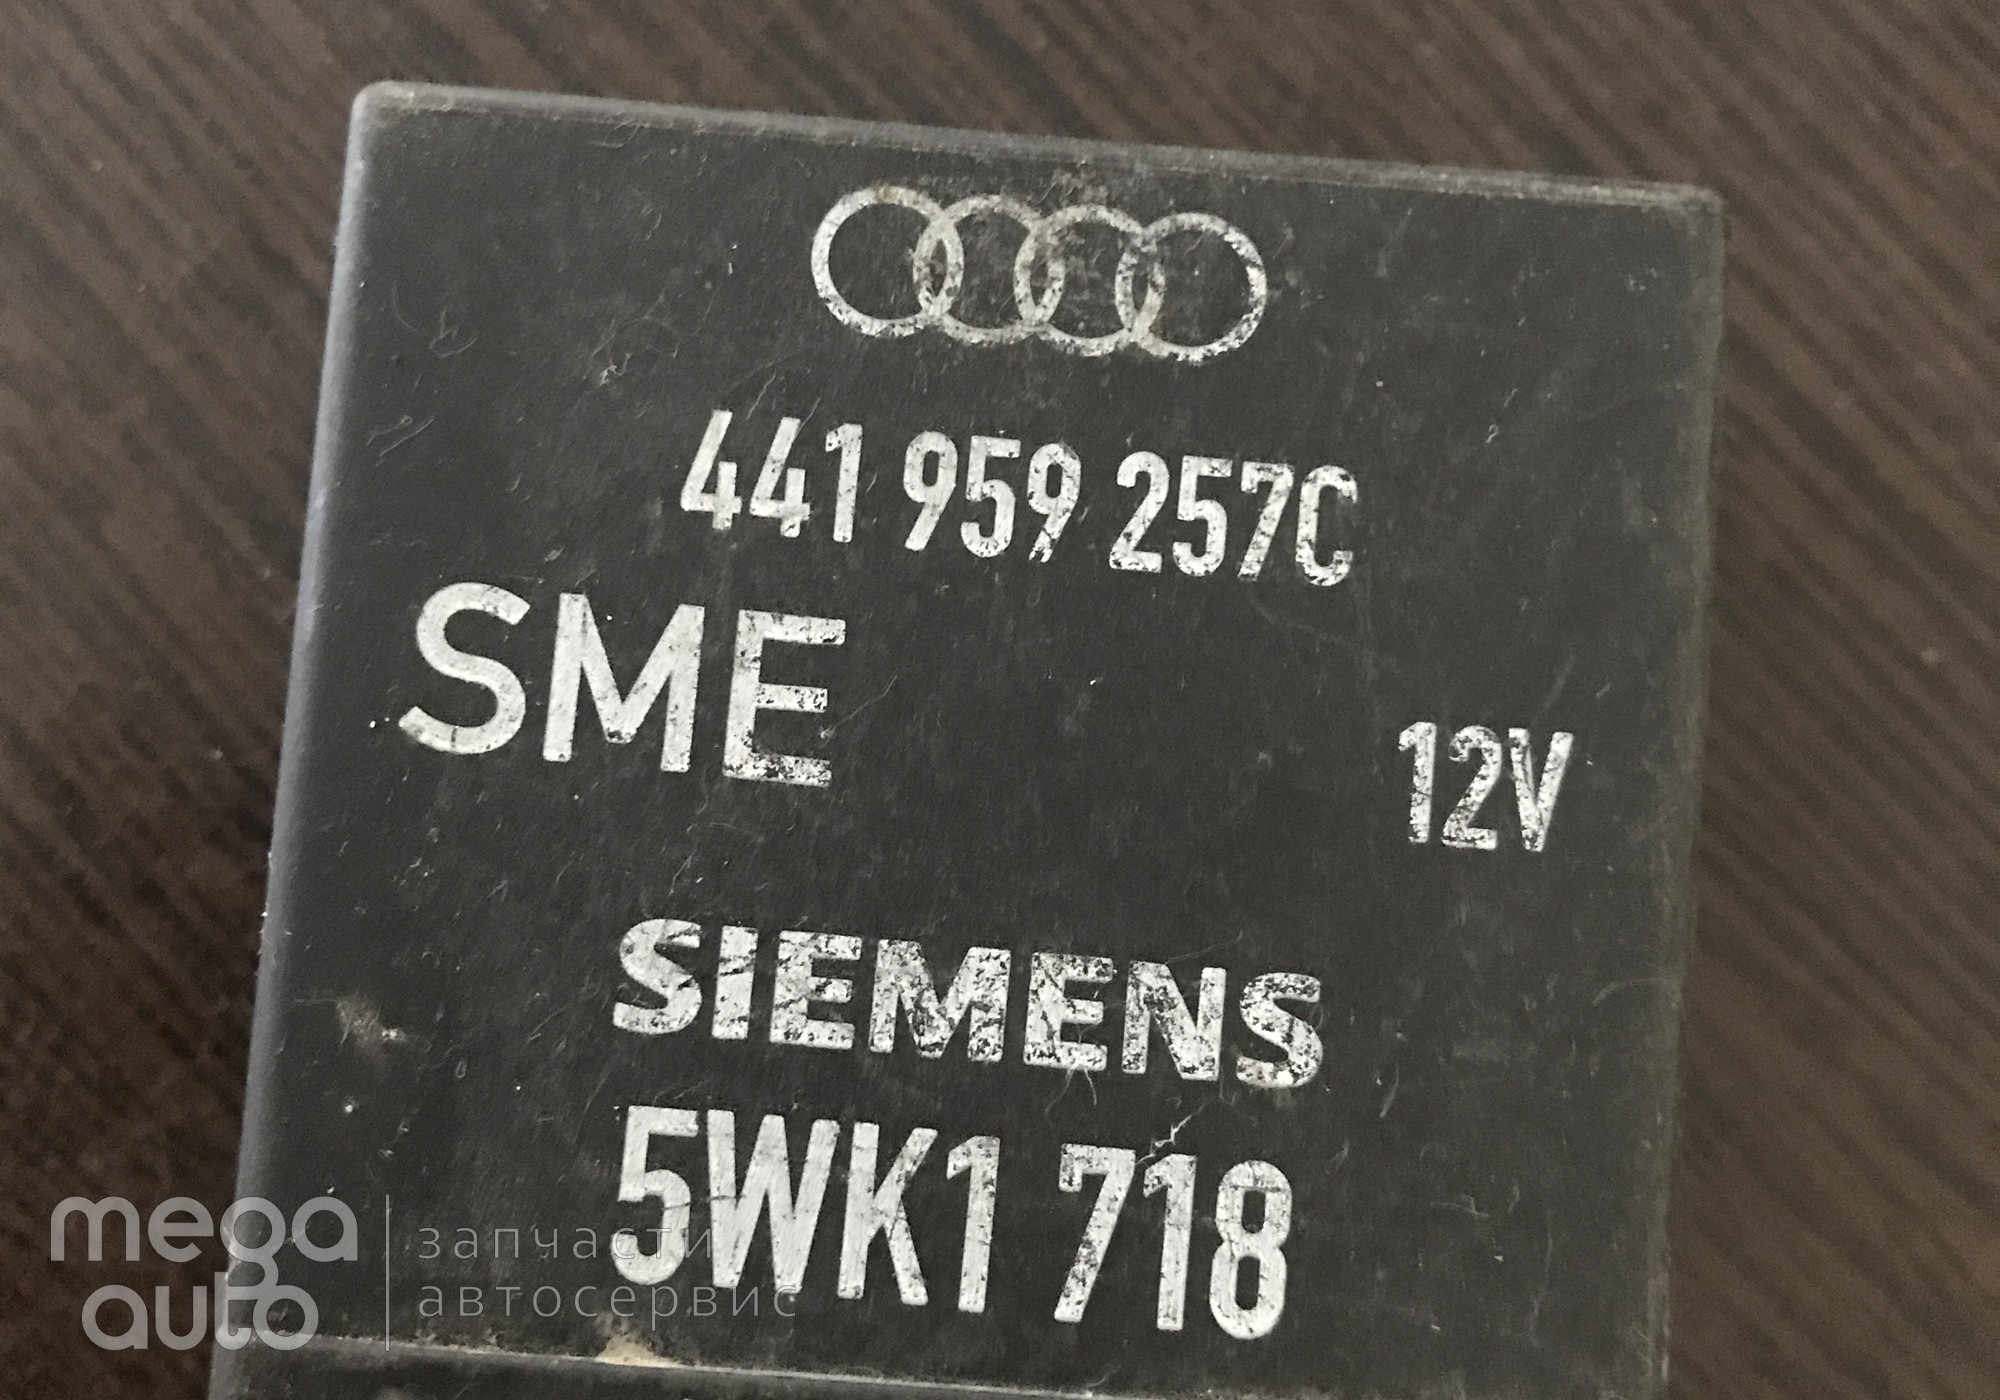 441 959 257C
SME
12V
SIEMENS
5WK1 718
mega auto
запчасти
автосервис